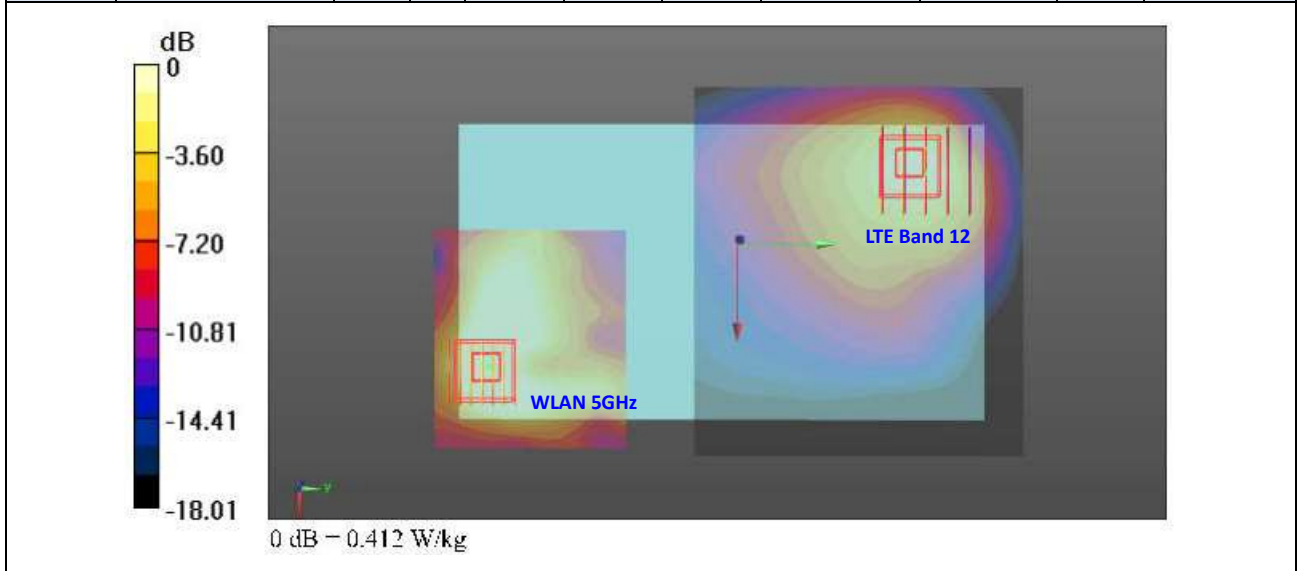 dB
0
-3.60
-7.20
-10.81
-14.41
-18.01
LTE Band 12
WLAN 5GHz
Y
0 dB = 0.412 W/kg